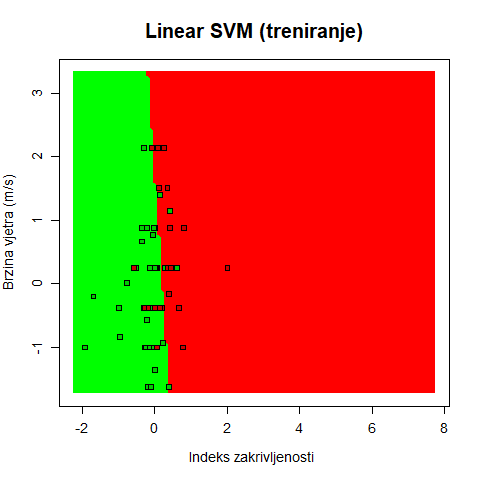 Linear SVM (treniranje)
Brzina vjetra (m/s)
3
2
1
0
-1
-2 0 2 4 6 8
Indeks zakrivljenosti